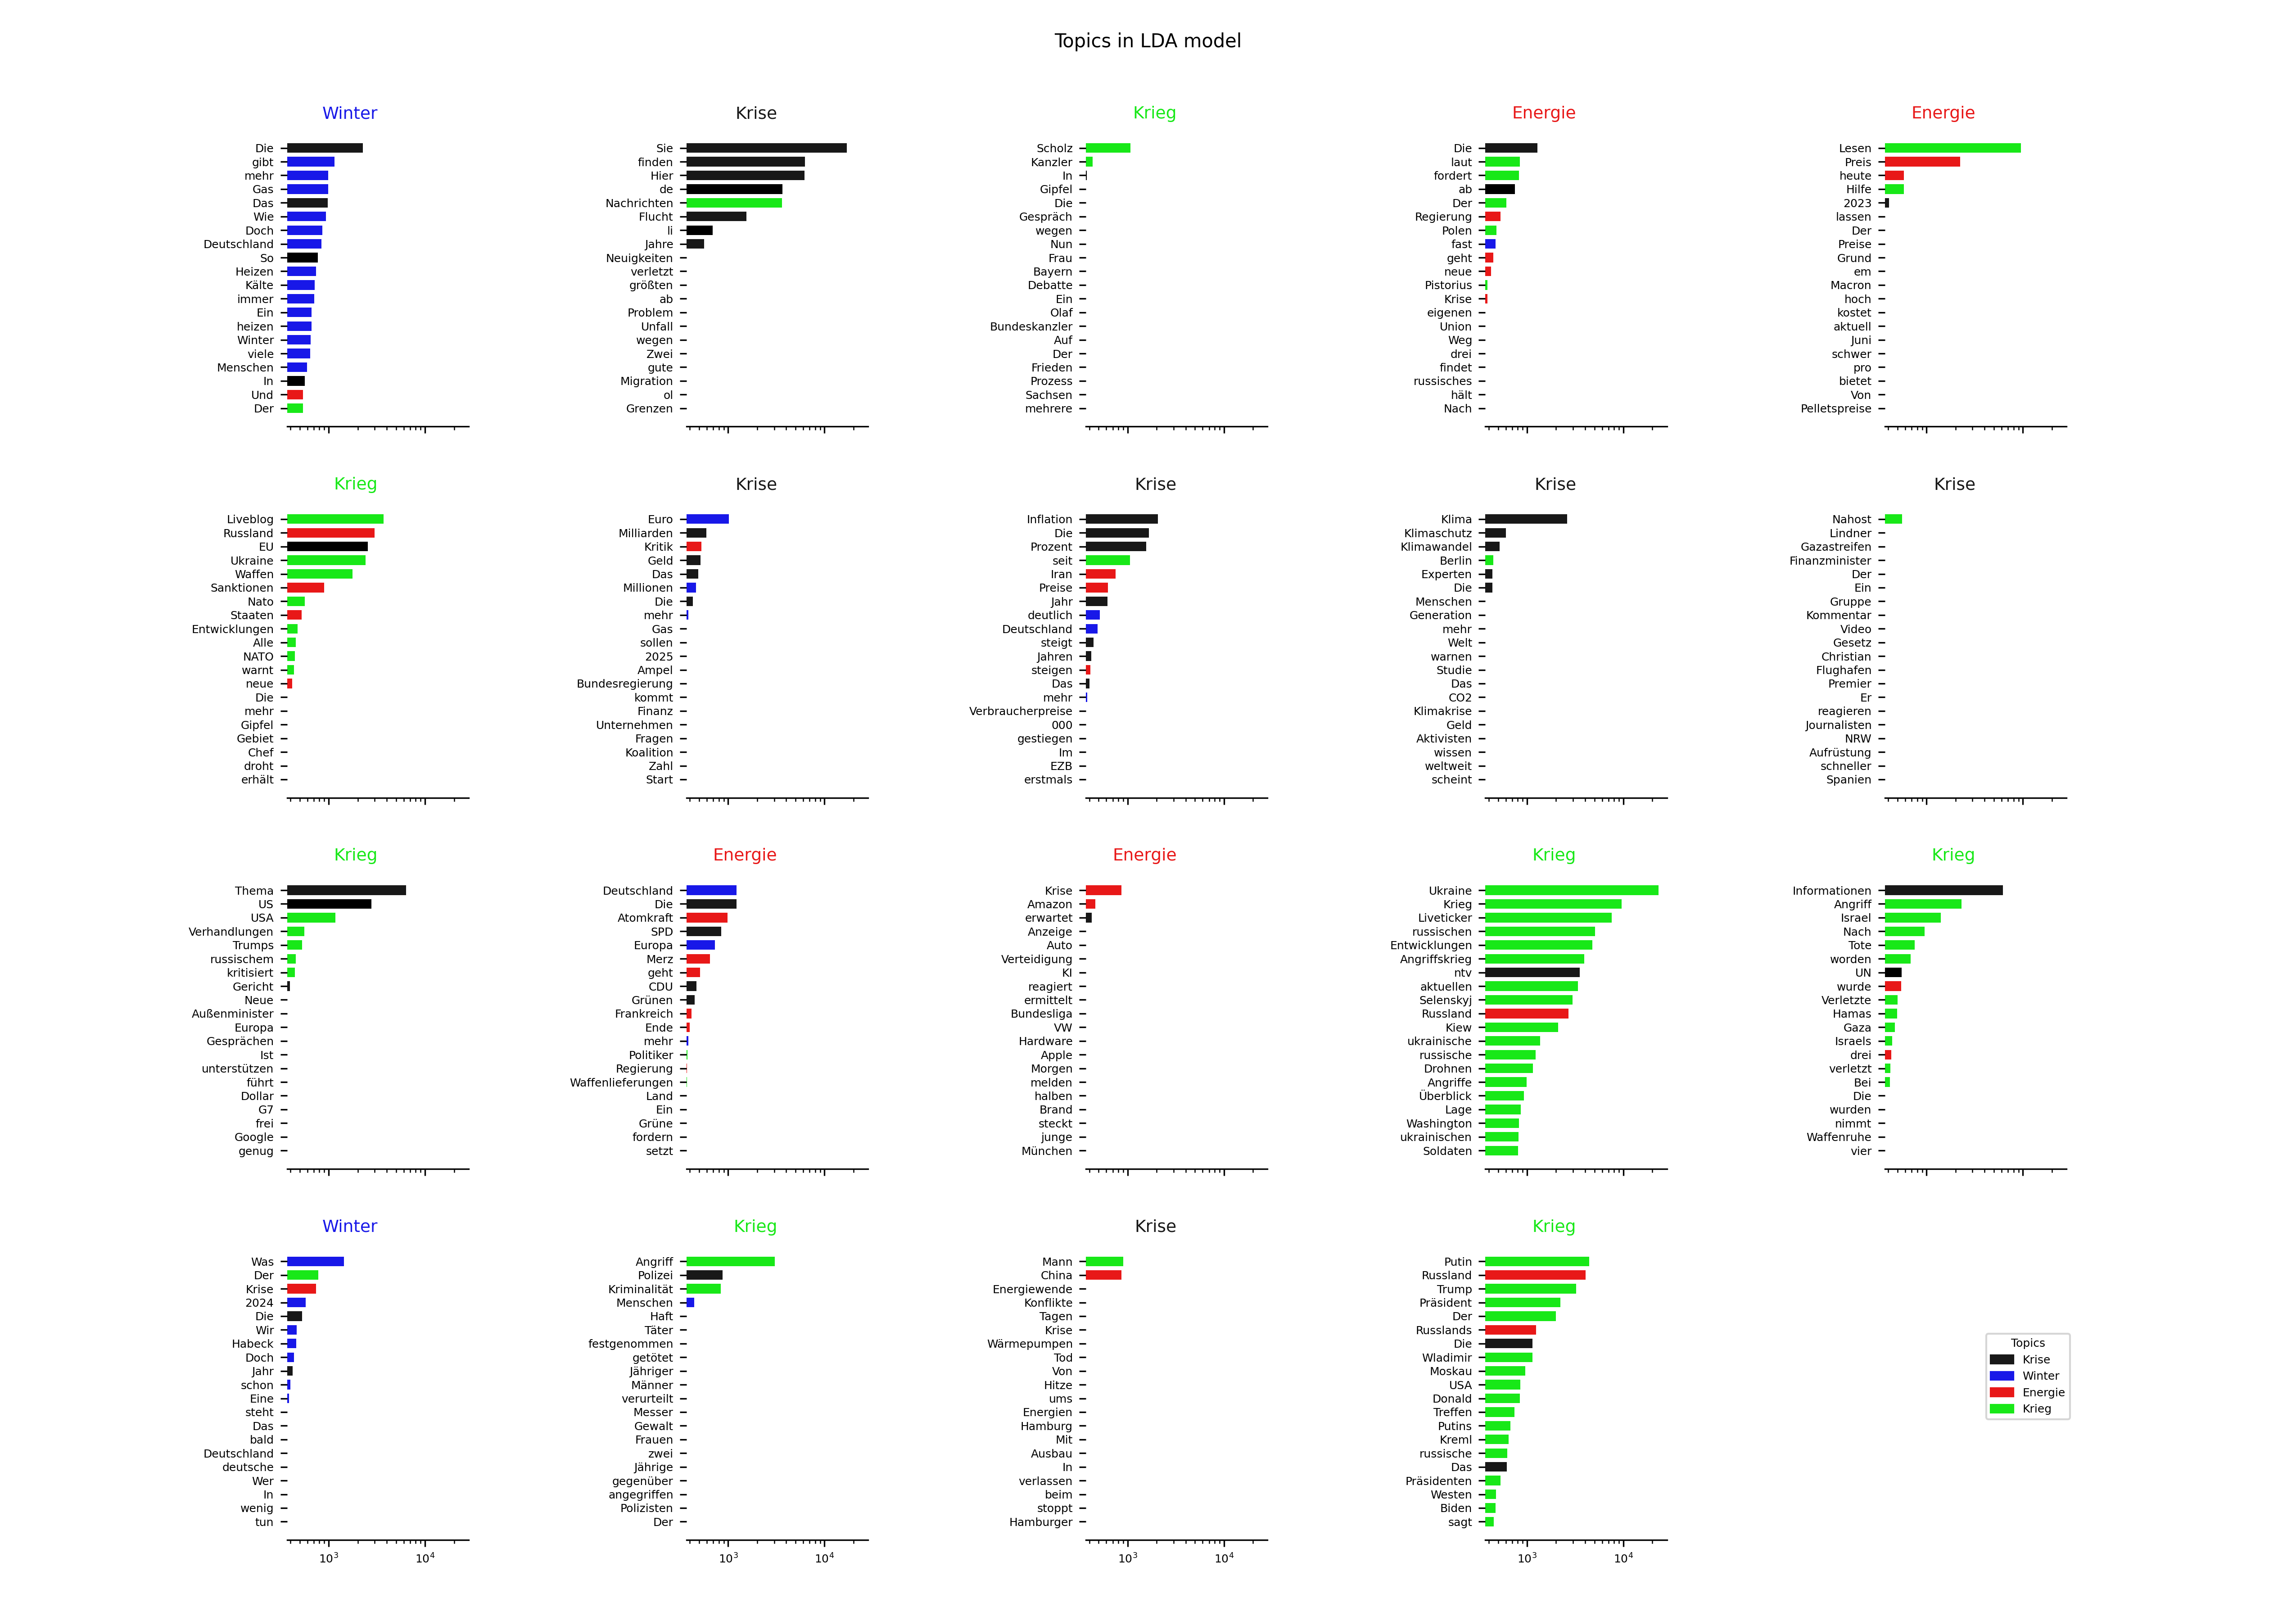 Topics in LDA model
Winter
Die
gibt
mehr
Gas
Das
Wie
Doch
Deutschland
So
Heizen
Kälte
immer
Ein
heizen
Winter
viele
Menschen
In
Und
Der
Krise
Sie
finden
Hier
de
Nachrichten
Flucht
li
Jahre
Neuigkeiten
verletzt
größten
ab
Problem
Unfall
wegen
Zwei
gute
Migration
ol
Grenzen
Krieg
Scholz
Kanzler
In
Gipfel
Die
Gespräch
wegen
Nun
Frau
Bayern
Debatte
Ein
Olaf
Bundeskanzler
Auf
Der
Frieden
Prozess
Sachsen
mehrere
Energie
Die
laut
fordert
ab
Der
Regierung
Polen
fast
geht
neue
Pistorius
Krise
eigenen
Union
Weg
drei
findet
russisches
hält
Nach
Energie
Lesen
Preis
heute
Hilfe
2023
lassen
Der
Preise
Grund
em
Macron
hoch
kostet
aktuell
Juni
schwer
pro
bietet
Von
Pelletspreise
Krieg
Liveblog
Russland
EU
Ukraine
Waffen
Sanktionen
Nato
Staaten
Entwicklungen
Alle
NATO
warnt
neue
Die
mehr
Gipfel
Gebiet
Chef
droht
erhält
Krise
Euro
Milliarden
Kritik
Geld
Das
Millionen
Die
mehr
Gas
sollen
2025
Ampel
Bundesregierung
kommt
Finanz
Unternehmen
Fragen
Koalition
Zahl
Start
Krise
Inflation
Die
Prozent
seit
Iran
Preise
Jahr
deutlich
Deutschland
steigt
Jahren
steigen
Das
mehr
Verbraucherpreise
000
gestiegen
Im
EZB
erstmals
Krise
Klima
Klimaschutz
Klimawandel
Berlin
Experten
Die
Menschen
Generation
mehr
Welt
warnen
Studie
Das
CO2
Klimakrise
Geld
Aktivisten
wissen
weltweit
scheint
Krise
Nahost
Lindner
Gazastreifen
Finanzminister
Der
Ein
Gruppe
Kommentar
Video
Gesetz
Christian
Flughafen
Premier
Er
reagieren
Journalisten
NRW
Aufrüstung
schneller
Spanien
Krieg
Thema
US
USA
Verhandlungen
Trumps
russischem
kritisiert
Gericht
Neue
Außenminister
Europa
Gesprächen
Ist
unterstützen
führt
Dollar
G7
frei
Google
genug
Energie
Deutschland
Die
Atomkraft
SPD
Europa
Merz
geht
CDU
Grünen
Frankreich
Ende
mehr
Politiker
Regierung
Waffenlieferungen
Land
Ein
Grüne
fordern
setzt
Energie
Krise
Amazon
erwartet
Anzeige
Auto
Verteidigung
KI
reagiert
ermittelt
Bundesliga
VW
Hardware
Apple
Morgen
melden
halben
Brand
steckt
junge
München
Krieg
Ukraine
Krieg
Liveticker
russischen
Entwicklungen
Angriffskrieg
ntv
aktuellen
Selenskyj
Russland
Kiew
ukrainische
russische
Drohnen
Angriffe
Überblick
Lage
Washington
ukrainischen
Soldaten
Krieg
Informationen
Angriff
Israel
Nach
Tote
worden
UN
wurde
Verletzte
Hamas
Gaza
Israels
drei
verletzt
Bei
Die
wurden
nimmt
Waffenruhe
vier
Winter
Was
Der
Krise
2024
Die
Wir
Habeck
Doch
Jahr
schon
Eine
steht
Das
bald
Deutschland
deutsche
Wer
In
wenig
tun
10³ 10⁴
Krieg
Angriff
Polizei
Kriminalität
Menschen
Haft
Täter
festgenommen
getötet
Jähriger
Männer
verurteilt
Messer
Gewalt
Frauen
zwei
Jährige
gegenüber
angegriffen
Polizisten
Der
10³ 10⁴
Krise
Mann
China
Energiewende
Konflikte
Tagen
Krise
Wärmepumpen
Tod
Von
Hitze
ums
Energien
Hamburg
Mit
Ausbau
In
verlassen
beim
stoppt
Hamburger
10³ 10⁴
Krieg
Putin
Russland
Trump
Präsident
Der
Russlands
Die
Wladimir
Moskau
USA
Donald
Treffen
Putins
Kreml
russische
Das
Präsidenten
Westen
Biden
sagt
10³ 10⁴
Topics
Krise
Winter
Energie
Krieg